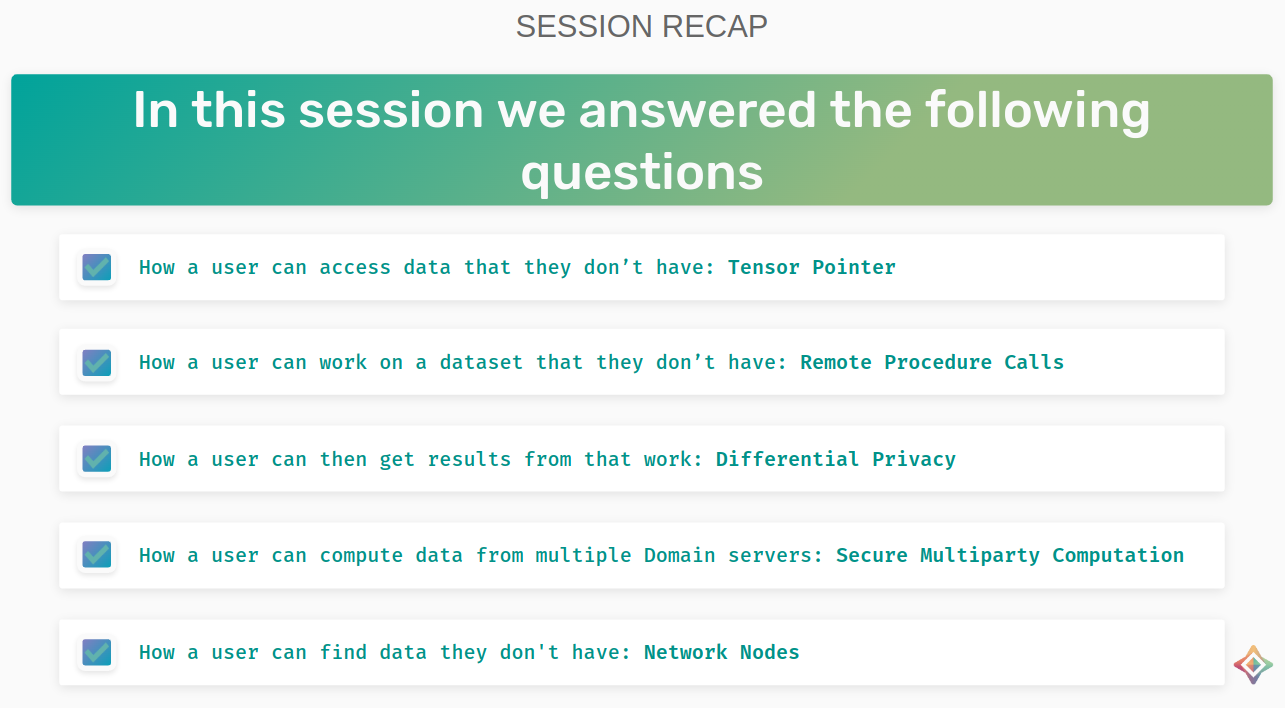 SESSION RECAP
In this session we answered the following
questions
How a user can access data that they don’t have: Tensor Pointer
How a user can work on a dataset that they don’t have: Remote Procedure Calls
How a user can then get results from that work: Differential Privacy
How a user can compute data from multiple Domain servers: Secure Multiparty Computation
How a user can find data they don't have: Network Nodes